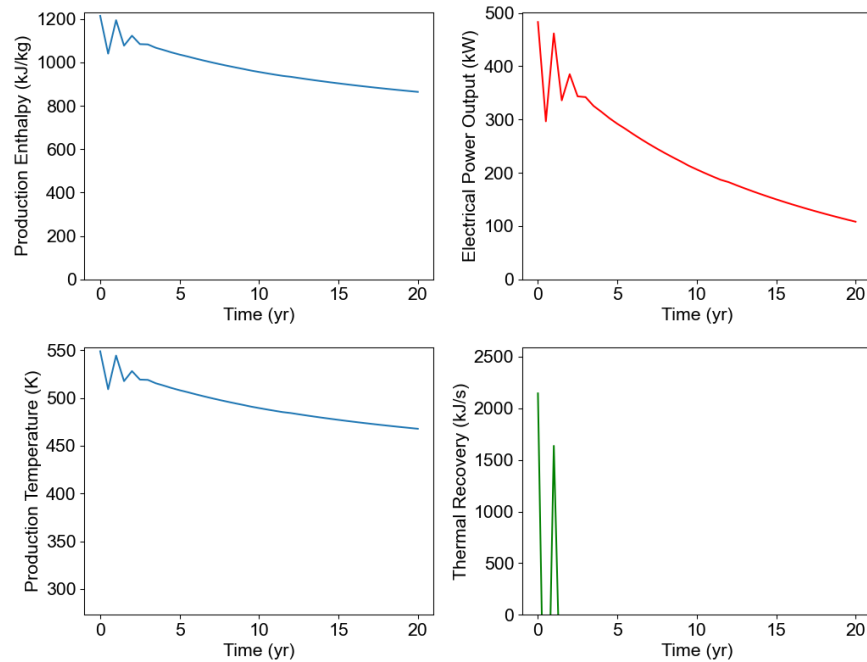 Production Enthalpy (kJ/kg)
1200
1000
800
600
400
200
0
0 5 10 15 20
Time (yr)
Electrical Power Output (kW)
500
400
300
200
100
0
0 5 10 15 20
Time (yr)
Production Temperature (K)
550
500
450
400
350
300
0 5 10 15 20
Time (yr)
Thermal Recovery (kJ/s)
2500
2000
1500
1000
500
0
0 5 10 15 20
Time (yr)